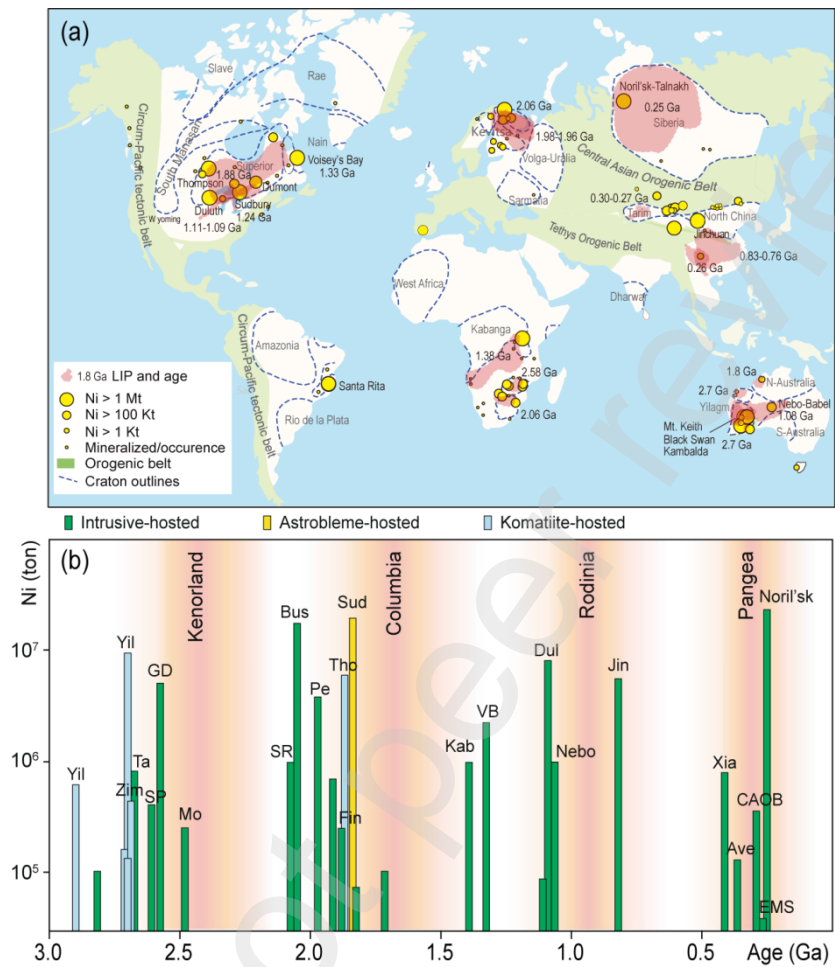 (a)
Slave
Rae
Circum-Pacific tectonic belt
South Manasan
Nain
Superior
Voisey's Bay
1.33 Ga
Thompson
1.88 Ga
Dumont
Wyoming
Duluth
Sudbury
1.24 Ga
1.11-1.09 Ga
2.06 Ga
Kevitsa
1.98-1.96 Ga
Volga-Uralia
Sarmatia
Noril'sk-Talnakh
0.25 Ga
Siberia
Central Asian Orogenic Belt
0.30-0.27 Ga
Tarim
North China
Jinchuan
Tethys Orogenic Belt
0.83-0.76 Ga
0.26 Ga
West Africa
Dharwar
Circum-Pacific tectonic belt
Amazonia
Santa Rita
Rio de la Plata
Kabanga
1.38 Ga
2.58 Ga
2.06 Ga
1.8 Ga
2.7 Ga
N-Australia
Yilagrn
Nebo-Babel
1.08 Ga
Mt. Keith
Black Swan
Kambalda
S-Australia
2.7 Ga
1.8 Ga LIP and age
Ni > 1 Mt
Ni > 100 Kt
Ni > 1 Kt
Mineralized/occurence
Orogenic belt
Craton outlines
Intrusive-hosted Astrobleme-hosted Komatiite-hosted
(b)
Ni (ton)
Kenorland
Columbia
Rodinia
Pangea
Noril'sk
Bus
Sud
10⁷
Yil
GD
Tho
Dul
Pe
Jin
VB
10⁶
Yil
Ta
SR
Kab
Nebo
Xia
Zim
SP
Mo
Fin
CAOB
Ave
10⁵
EMS
3.0 2.5 2.0 1.5 1.0 0.5 Age (Ga)
not peer review